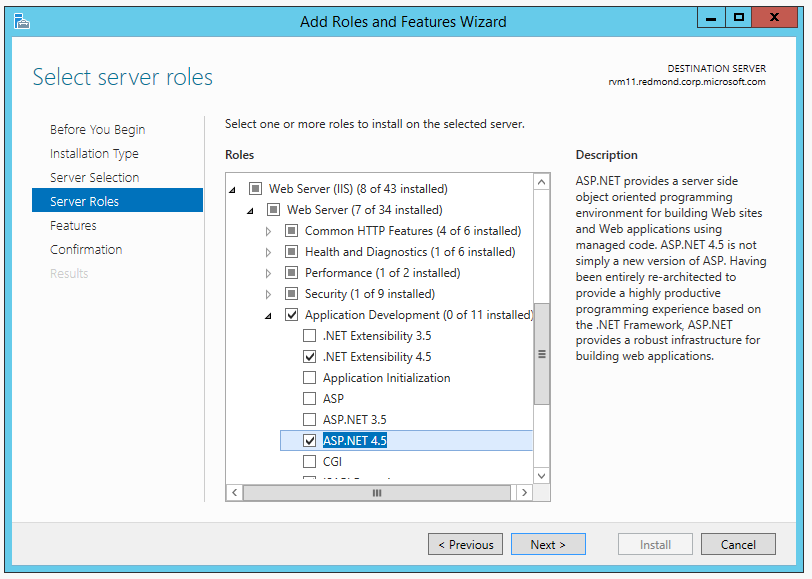 Add Roles and Features Wizard
Select server roles
DESTINATION SERVER
rvm11.redmond.corp.microsoft.com
Before You Begin
Installation Type
Server Selection
Server Roles
Features
Confirmation
Results
Select one or more roles to install on the selected server.
Roles
Web Server (IIS) (8 of 43 installed)
Web Server (7 of 34 installed)
Common HTTP Features (4 of 6 installed)
Health and Diagnostics (1 of 6 installed)
Performance (1 of 2 installed)
Security (1 of 9 installed)
Application Development (0 of 11 installed)
.NET Extensibility 3.5
.NET Extensibility 4.5
Application Initialization
ASP
ASP.NET 3.5
ASP.NET 4.5
CGI
Description
ASP.NET provides a server side
object oriented programming
environment for building Web sites
and Web applications using
managed code. ASP.NET 4.5 is not
simply a new version of ASP. Having
been entirely re-architected to
provide a highly productive
programming experience based on
the .NET Framework, ASP.NET
provides a robust infrastructure for
building web applications.
< Previous
Next >
Install
Cancel